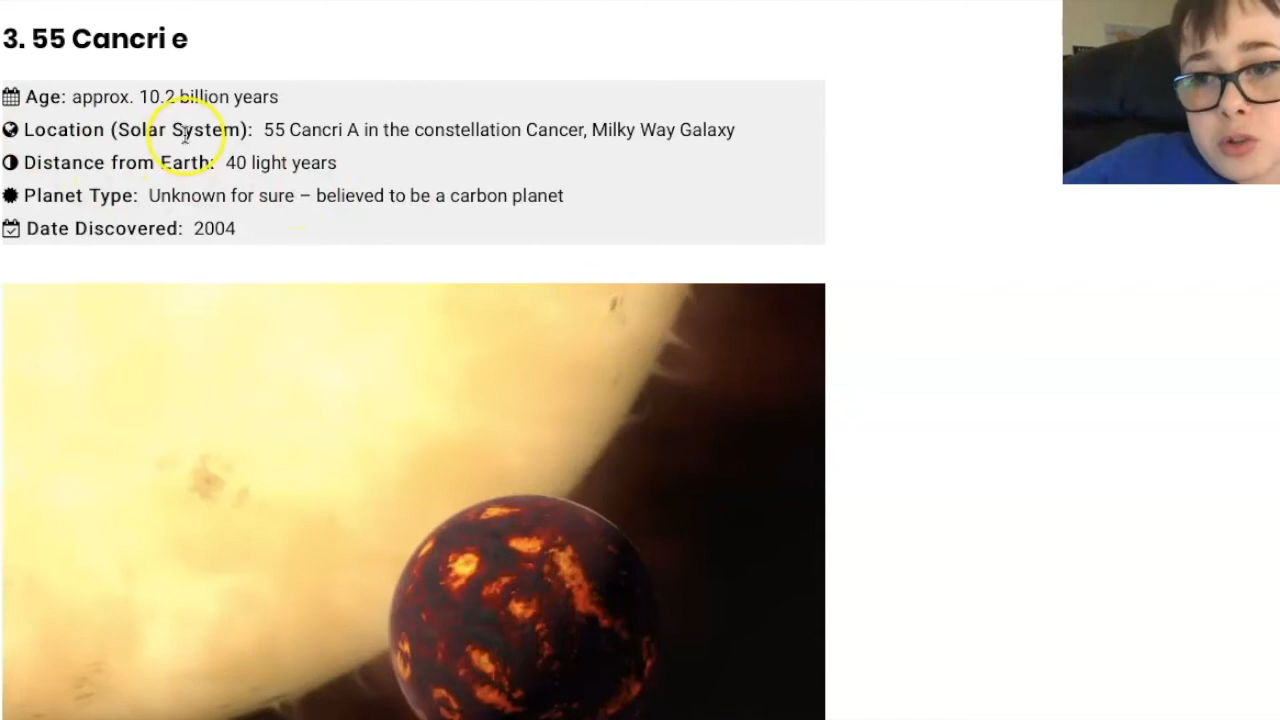 3. 55 Cancri e
Age: approx. 10.2 billion years
Location (Solar System): 55 Cancri A in the constellation Cancer, Milky Way Galaxy
Distance from Earth: 40 light years
Planet Type: Unknown for sure – believed to be a carbon planet
Date Discovered: 2004